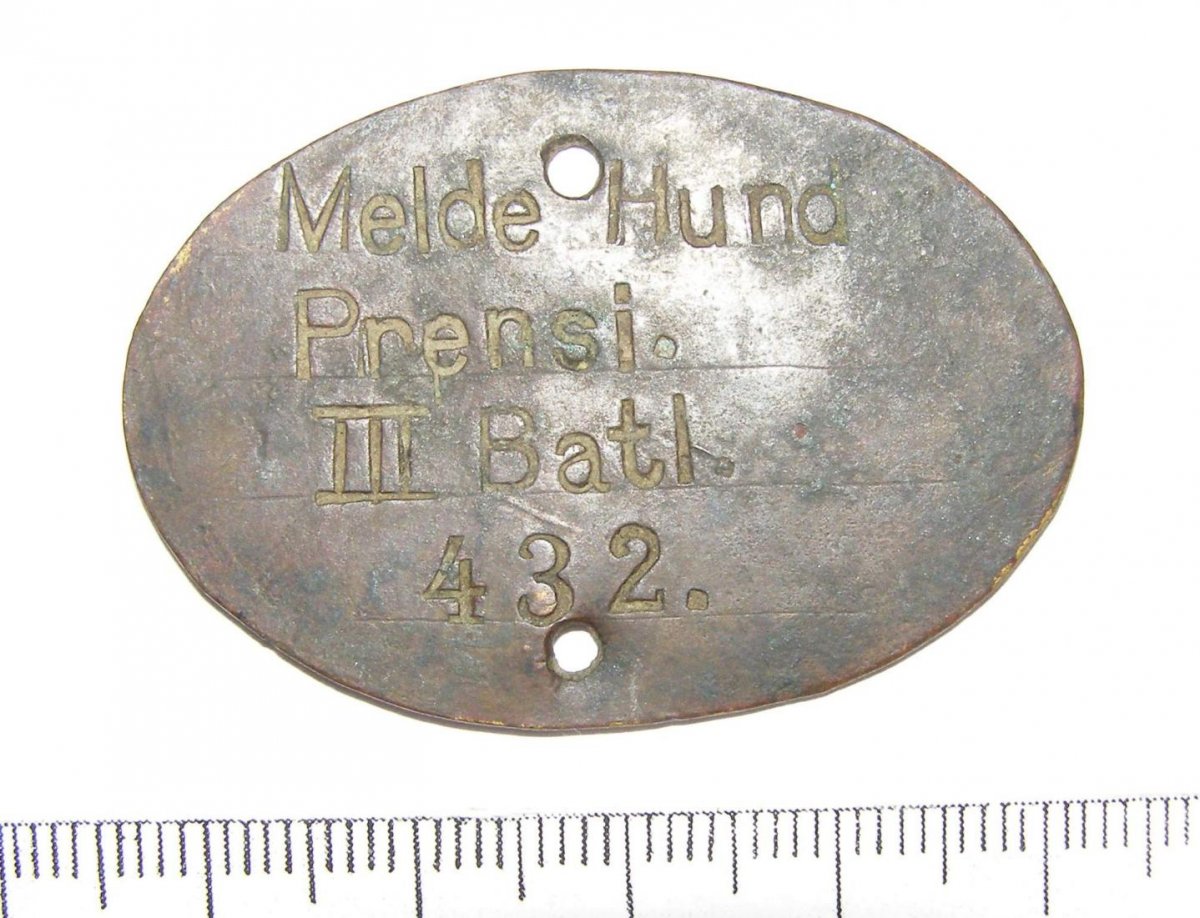 Melde Hund
Prensi.
III Batl.
432.